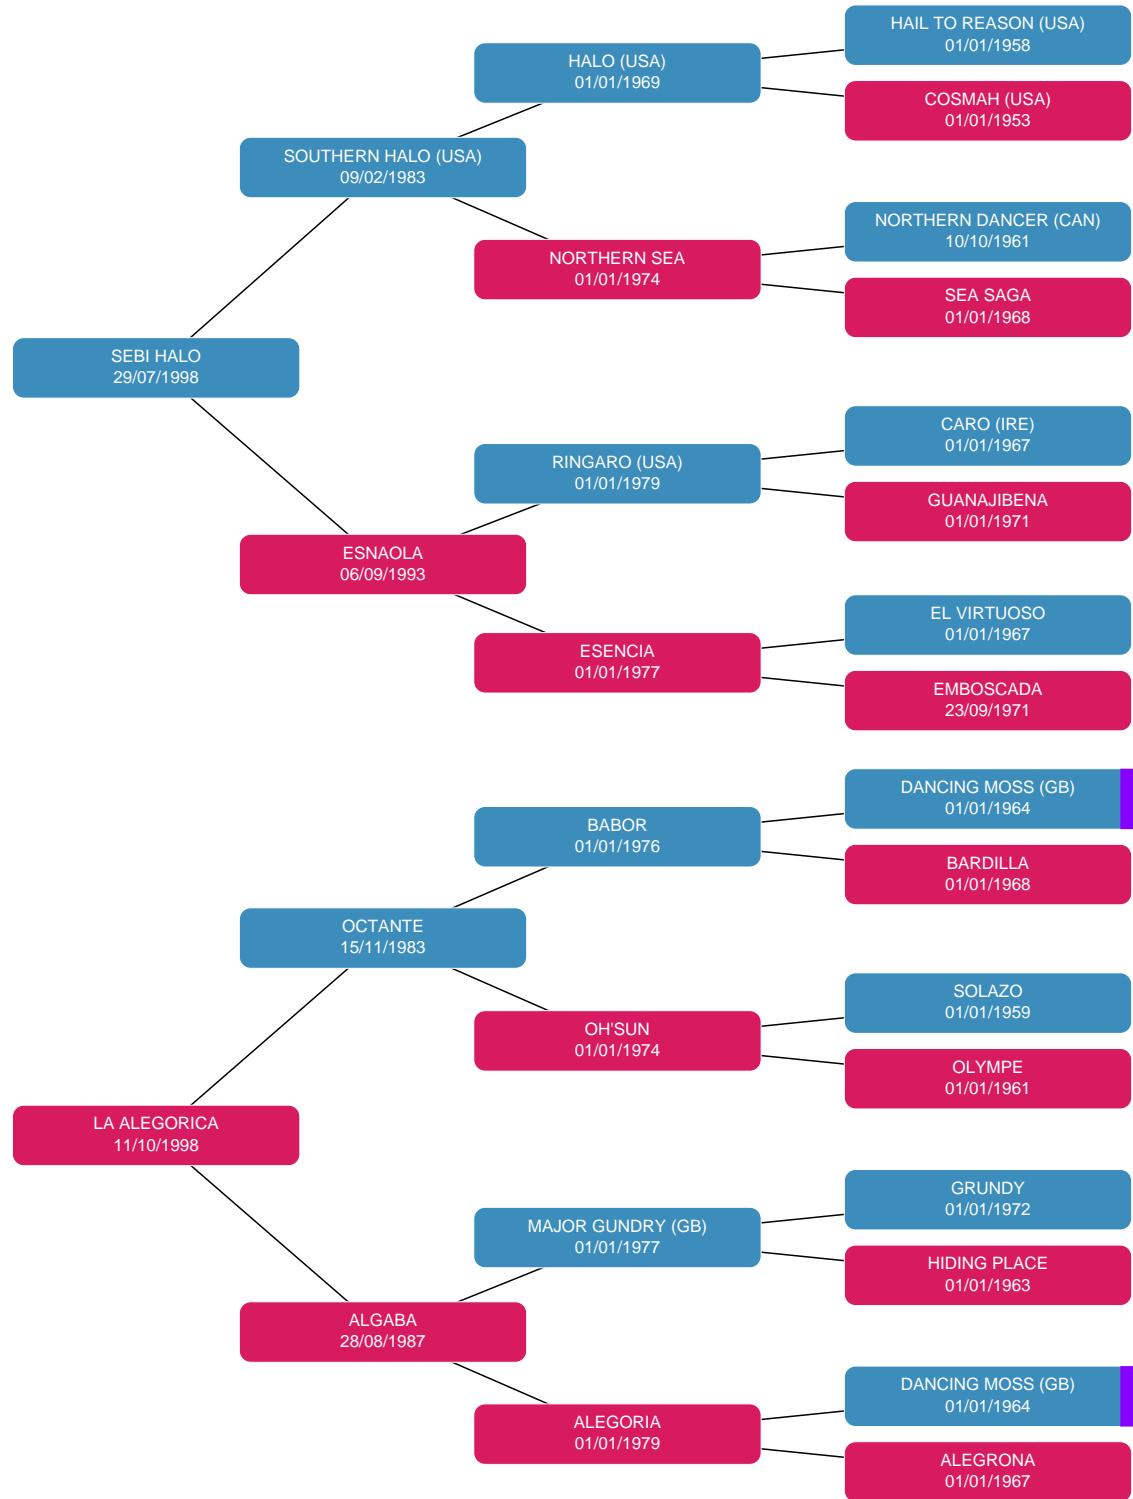 HAIL TO REASON (USA)
01/01/1958
HALO (USA)
01/01/1969
COSMAH (USA)
01/01/1953
SOUTHERN HALO (USA)
09/02/1983
NORTHERN DANCER (CAN)
10/10/1961
NORTHERN SEA
01/01/1974
SEA SAGA
01/01/1968
SEBI HALO
29/07/1998
CARO (IRE)
01/01/1967
RINGARO (USA)
01/01/1979
GUANAJIBENA
01/01/1971
ESNAOLA
06/09/1993
EL VIRTUOSO
01/01/1967
ESENCIA
01/01/1977
EMBOSCADA
23/09/1971
DANCING MOSS (GB)
01/01/1964
BABOR
01/01/1976
BARDILLA
01/01/1968
OCTANTE
15/11/1983
SOLAZO
01/01/1959
OH'SUN
01/01/1974
OLYMPE
01/01/1961
LA ALEGORICA
11/10/1998
GRUNDY
01/01/1972
MAJOR GUNDRY (GB)
01/01/1977
HIDING PLACE
01/01/1963
ALGABA
28/08/1987
DANCING MOSS (GB)
01/01/1964
ALEGORIA
01/01/1979
ALEGRONA
01/01/1967